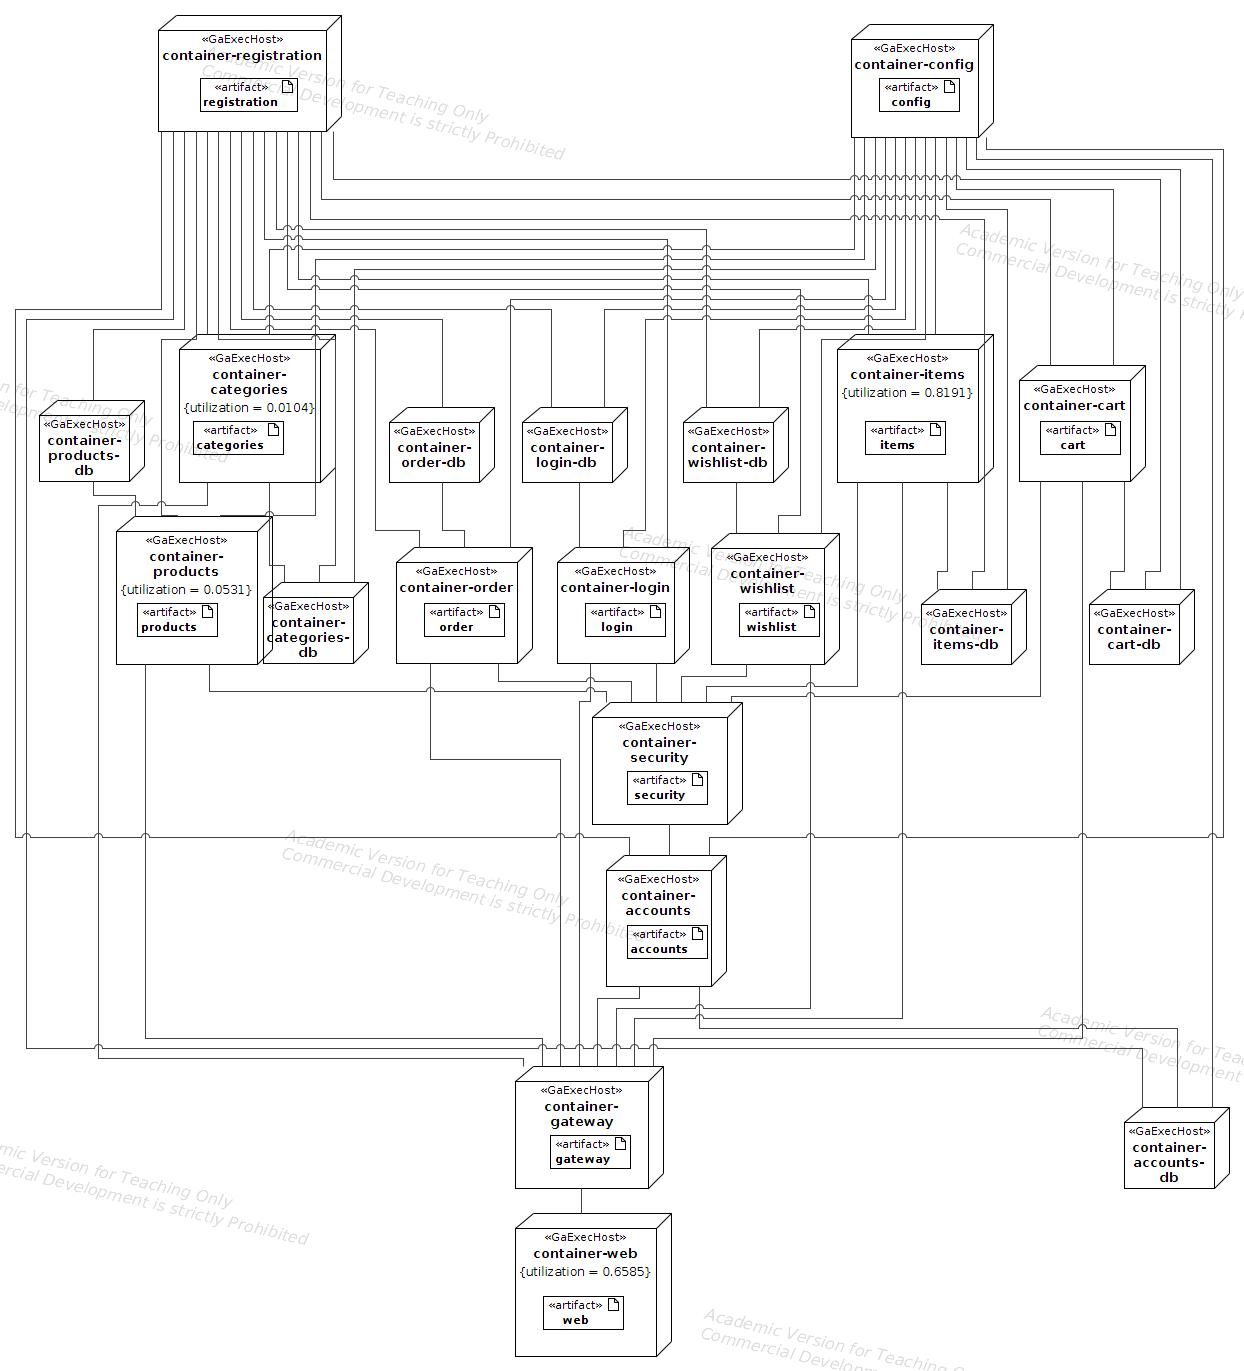 «GaExecHost»
container-registration
«artifact»
registration
«GaExecHost»
container-config
«artifact»
config
Academic Version for Teaching Only
Commercial Development is strictly Prohibited
Academic Version for Teaching Only
Commercial Development is strictly
«GaExecHost»
container-
categories
{utilization = 0.0104}
«artifact»
categories
«GaExecHost»
container-items
{utilization = 0.8191}
«artifact»
items
«GaExecHost»
container-cart
«artifact»
cart
for Teaching Only
strictly Prohibited
«GaExecHost»
container-
products-
db
«GaExecHost»
container-
order-db
«GaExecHost»
container-
login-db
«GaExecHost»
container-
wishlist-db
«GaExecHost»
container-
products
{utilization = 0.0531}
«artifact»
products
«GaExecHost»
container-
categories-
db
«GaExecHost»
container-order
«artifact»
order
«GaExecHost»
container-login
«artifact»
login
«GaExecHost»
container-
wishlist
«artifact»
wishlist
Academic Version for Teaching Only
Commercial Development is strictly Prohibited
«GaExecHost»
container-
items-db
«GaExecHost»
container-
cart-db
«GaExecHost»
container-
security
«artifact»
security
Academic Version for Teaching Only
Commercial Development is strictly Prohibited
«GaExecHost»
container-
accounts
«artifact»
accounts
Academic Version for
Commercial Development
«GaExecHost»
container-
gateway
«artifact»
gateway
«GaExecHost»
container-
accounts-
db
Version for Teaching Only
Development is strictly Prohibited
«GaExecHost»
container-web
{utilization = 0.6585}
«artifact»
web
Academic Version for Teaching
Commercial Development is strictly